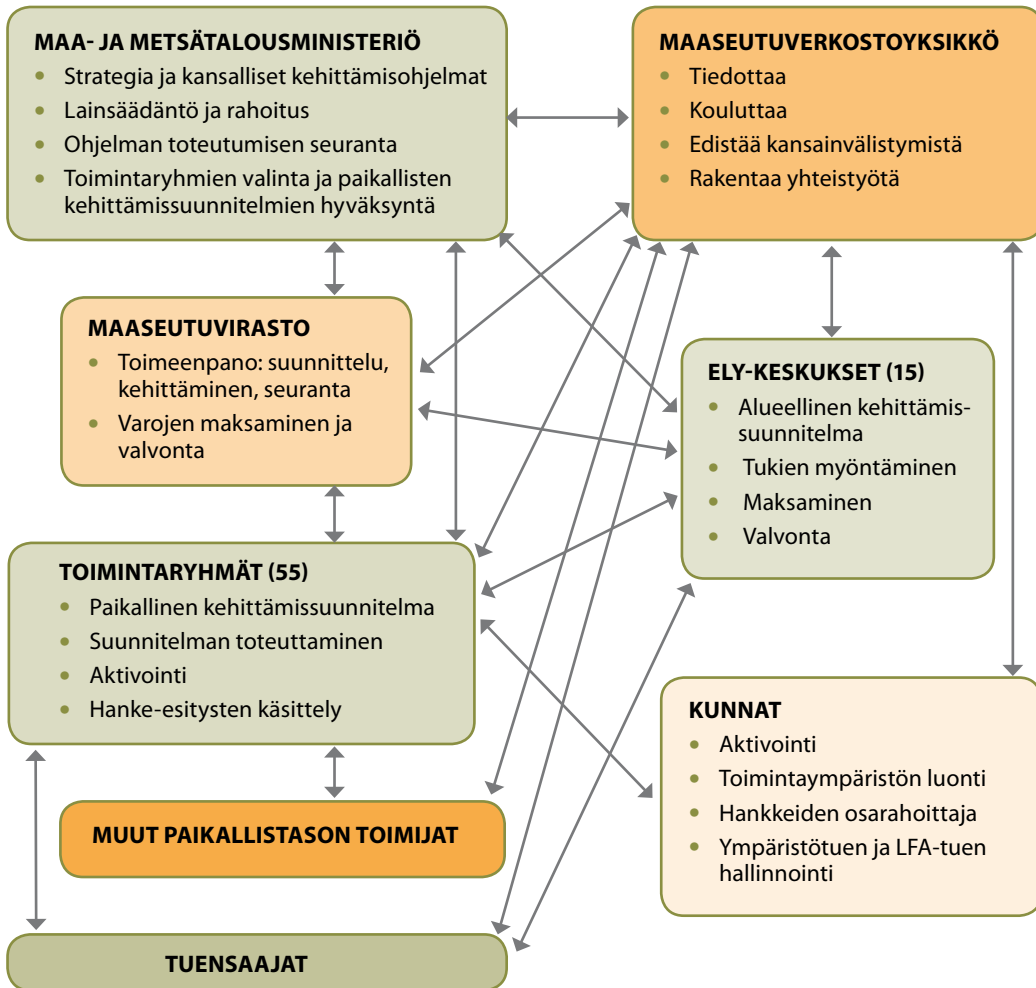 MAA- JA METSÄTALOUSMINISTERIÖ
• Strategia ja kansalliset kehittämisohjelmat
• Lainsäädäntö ja rahoitus
• Ohjelman toteutumisen seuranta
• Toimintaryhmien valinta ja paikallisten
kehittämissuunnitelmien hyväksyntä
MAASEUTUVERKOSTOYKSIKKÖ
• Tiedottaa
• Kouluttaa
• Edistää kansainvälistymistä
• Rakentaa yhteistyötä
MAASEUTUVIRASTO
• Toimeenpano: suunnittelu,
kehittäminen, seuranta
• Varojen maksaminen ja
valvonta
ELY-KESKUKSET (15)
• Alueellinen kehittämis-
suunnitelma
• Tukien myöntäminen
• Maksaminen
• Valvonta
TOIMINTARYHMÄT (55)
• Paikallinen kehittämissuunnitelma
• Suunnitelman toteuttaminen
• Aktivointi
• Hanke-esitysten käsittely
KUNNAT
• Aktivointi
• Toimintaympäristön luonti
• Hankkeiden osarahoittaja
• Ympäristötuen ja LFA-tuen
hallinnointi
MUUT PAIKALLISTASON TOIMIJAT
TUENSAAJAT